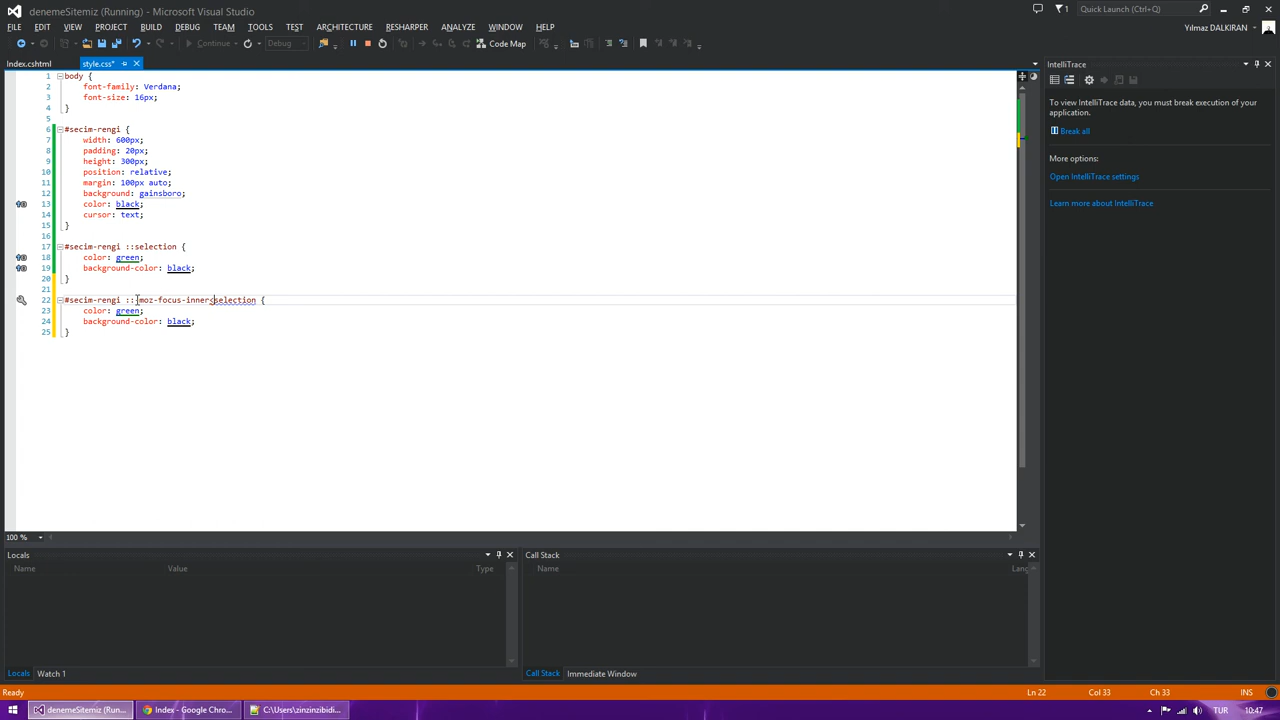 denemeSitemiz (Running) - Microsoft Visual Studio
1
Quick Launch (Ctrl+Q)
FILE EDIT VIEW PROJECT BUILD DEBUG TEAM TOOLS ARCHITECTURE RESHARPER ANALYZE WINDOW HELP
Yılmaz DALKIRAN
Continue Debug Code Map
Index.cshtml style.css*
IntelliTrace
1 body {
2 font-family: Verdana;
3 font-size: 16px;
4 }
5
6 #secim-rengi {
7 width: 600px;
8 padding: 20px;
9 height: 300px;
10 position: relative;
11 margin: 100px auto;
12 background: gainsboro;
13 color: black;
14 cursor: text;
15 }
16
17 #secim-rengi ::selection {
18 color: green;
19 background-color: black;
20 }
21
22 #secim-rengi ::
selection {
23 color: green;
24 background-color: black;
25 }
To view IntelliTrace data, you must break execution of your
application.
Break all
More options:
Open IntelliTrace settings
Learn more about IntelliTrace
100 %
Locals
Name Value Type
Call Stack
Name Lang
Locals Watch 1
Call Stack Immediate Window
Ready Ln 22 Col 33 Ch 33 INS
denemeSitemiz (Run... Index - Google Chro... C:\Users\zinzinzibidi... TUR 10:47